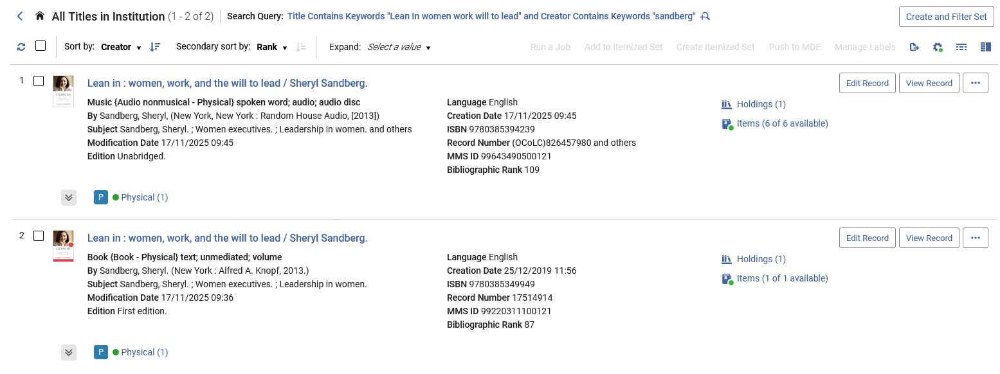 All Titles in Institution (1 - 2 of 2) Search Query: Title Contains Keywords "Lean In women work will to lead" and Creator Contains Keywords "sandberg" Create and Filter Set
Sort by: Creator Secondary sort by: Rank Expand: Select a value Run a Job Add to Itemized Set Create Itemized Set Push to MDE Manage Labels
1 Lean in : women, work, and the will to lead / Sheryl Sandberg. Edit Record View Record
LEAN IN
Music {Audio nonmusical - Physical} spoken word; audio; audio disc Language English Holdings (1)
By Sandberg, Sheryl, (New York, New York : Random House Audio, [2013]) Creation Date 17/11/2025 09:45
Subject Sandberg, Sheryl. ; Women executives. ; Leadership in women. and others ISBN 9780385394239 Items (6 of 6 available)
Modification Date 17/11/2025 09:45 Record Number (OCoLC)826457980 and others
Edition Unabridged. MMS ID 99643490500121
Bibliographic Rank 109
P Physical (1)
2 Lean in : women, work, and the will to lead / Sheryl Sandberg. Edit Record View Record
LEAN IN
Book {Book - Physical} text; unmediated; volume Language English Holdings (1)
By Sandberg, Sheryl. (New York : Alfred A. Knopf, 2013.) Creation Date 25/12/2019 11:56
Subject Sandberg, Sheryl. ; Women executives. ; Leadership in women. ISBN 9780385349949 Items (1 of 1 available)
Modification Date 17/11/2025 09:36 Record Number 17514914
Edition First edition. MMS ID 99220311100121
Bibliographic Rank 87
P Physical (1)